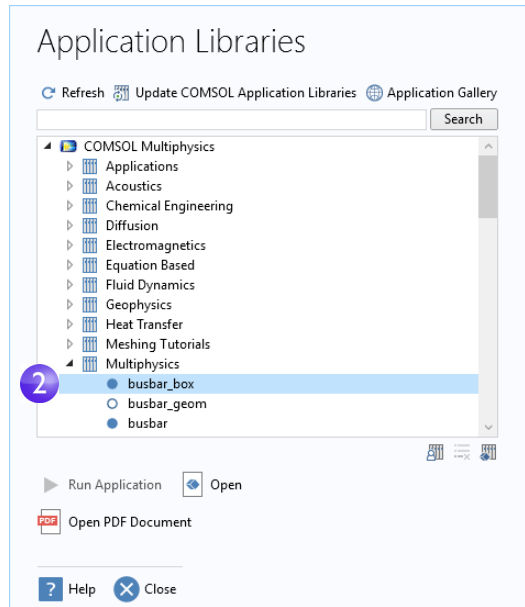 Application Libraries
Refresh Update COMSOL Application Libraries Application Gallery
Search
COMSOL Multiphysics
Applications
Acoustics
Chemical Engineering
Diffusion
Electromagnetics
Equation Based
Fluid Dynamics
Geophysics
Heat Transfer
Meshing Tutorials
Multiphysics
2 busbar_box
busbar_geom
busbar
Run Application Open
PDF Open PDF Document
? Help Close